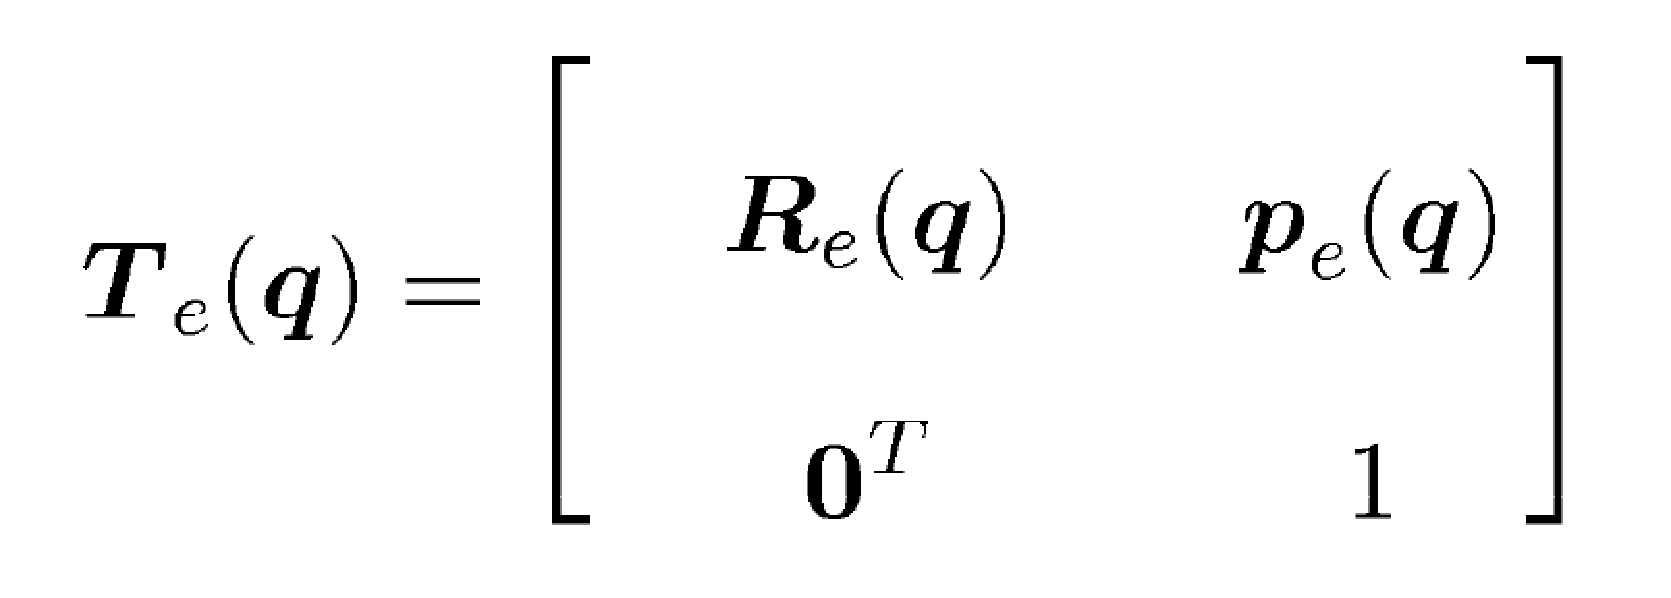 T_e(q) = [ R_e(q) p_e(q)
0^T 1 ]